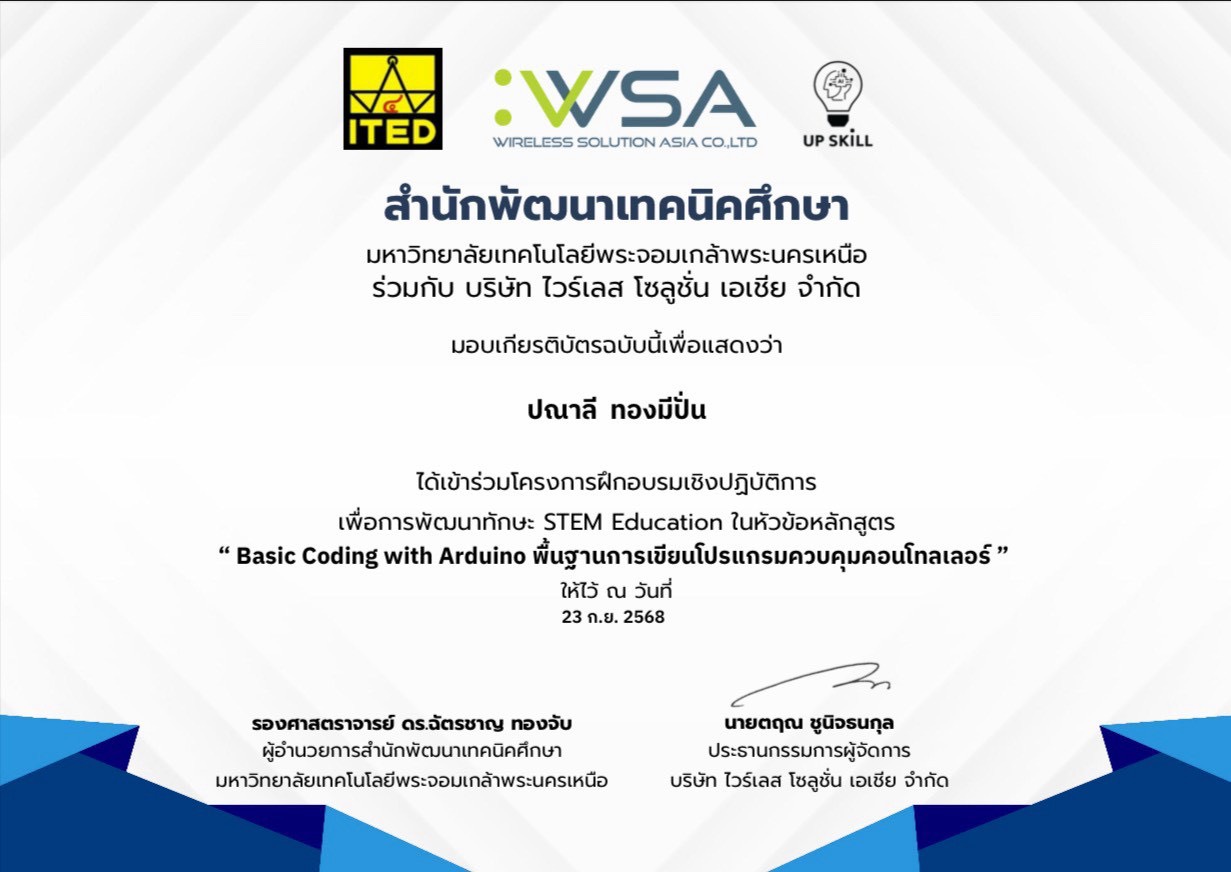 ITED
WSA
WIRELESS SOLUTION ASIA CO.,LTD
AI
UP SKILL
สำนักพัฒนาเทคนิคศึกษา
มหาวิทยาลัยเทคโนโลยีพระจอมเกล้าพระนครเหนือ
ร่วมกับ บริษัท ไวร์เลส โซลูชั่น เอเชีย จำกัด
มอบเกียรติบัตรฉบับนี้เพื่อแสดงว่า
ปณาลี ทองมีปั่น
ได้เข้าร่วมโครงการฝึกอบรมเชิงปฏิบัติการ
เพื่อการพัฒนาทักษะ STEM Education ในหัวข้อหลักสูตร
“ Basic Coding with Arduino พื้นฐานการเขียนโปรแกรมควบคุมคอนโทลเลอร์ ”
ให้ไว้ ณ วันที่
23 ก.ย. 2568
รองศาสตราจารย์ ดร.ฉัตรชาญ ทองจับ
ผู้อำนวยการสำนักพัฒนาเทคนิคศึกษา
มหาวิทยาลัยเทคโนโลยีพระจอมเกล้าพระนครเหนือ
นายตฤณ ชูนิจธนกุล
ประธานกรรมการผู้จัดการ
บริษัท ไวร์เลส โซลูชั่น เอเชีย จำกัด